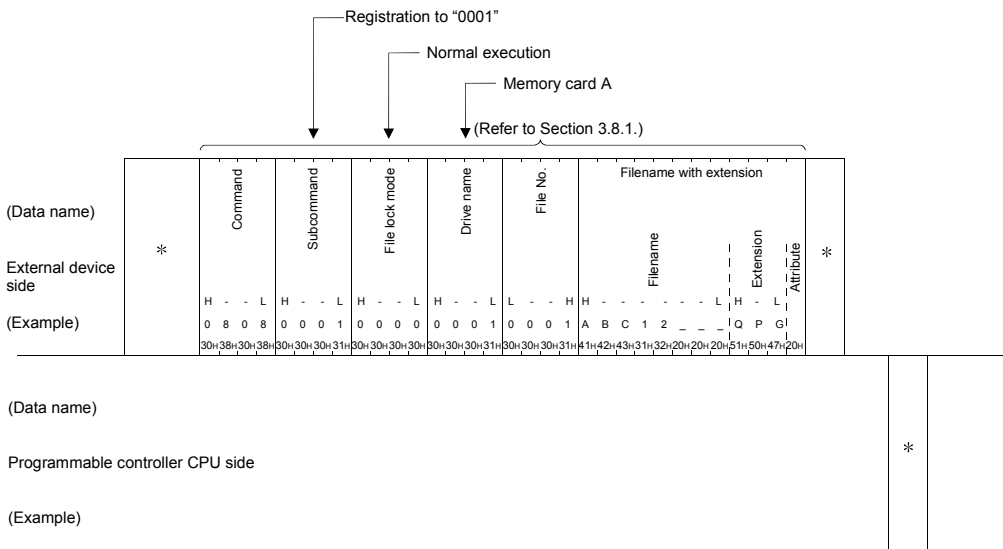 Registration to “0001”
Normal execution
Memory card A
(Refer to Section 3.8.1.)
(Data name)
External device side
(Example)
*
Command
H - - L
0 8 0 8
30H 38H 30H 38H
Subcommand
H - - L
0 0 0 1
30H 30H 30H 31H
File lock mode
H - - L
0 0 0 0
30H 30H 30H 30H
Drive name
H - - L
0 0 0 1
30H 30H 30H 31H
File No.
L - - H
0 0 0 1
30H 30H 30H 31H
Filename with extension
Filename
H - - - - - - L
A B C 1 2 _ _ _
41H 42H 43H 31H 32H 20H 20H 20H
Extension
H - L
Q P G
51H 50H 47H
Attribute
20H
*
(Data name)
Programmable controller CPU side
(Example)
*